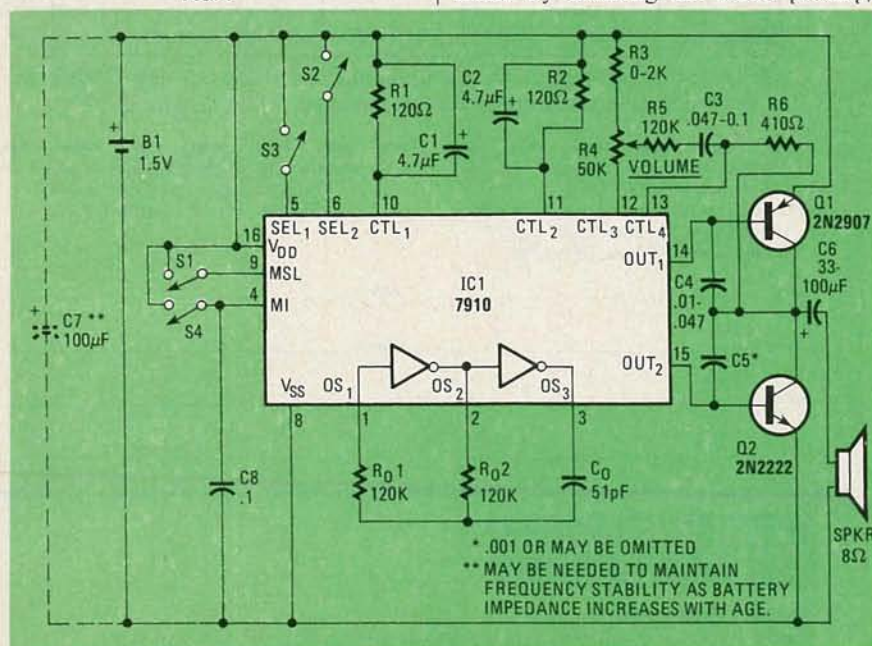 S2
S3
B1
1.5V
R1
120Ω
C1
4.7µF
C2
4.7µF
R2
120Ω
R3
0-2K
R4
50K
R5
120K
C3
.047-0.1
R6
410Ω
VOLUME
5 6 10 11 12 13
SEL1 SEL2 CTL1 CTL2 CTL3 CTL4
16
VDD
9
MSL
4
MI
S1
S4
IC1
7910
OUT1
14
OUT2
15
Q1
2N2907
C4
.01-
.047
C5*
C6
33-
100µF
C7 **
100µF
VSS OS1 OS2 OS3
8 1 2 3
C8
.1
RO1
120K
RO2
120K
CO
51pF
Q2
2N2222
SPKR
8Ω
* .001 OR MAY BE OMITTED
** MAY BE NEEDED TO MAINTAIN
FREQUENCY STABILITY AS BATTERY
IMPEDANCE INCREASES WITH AGE.